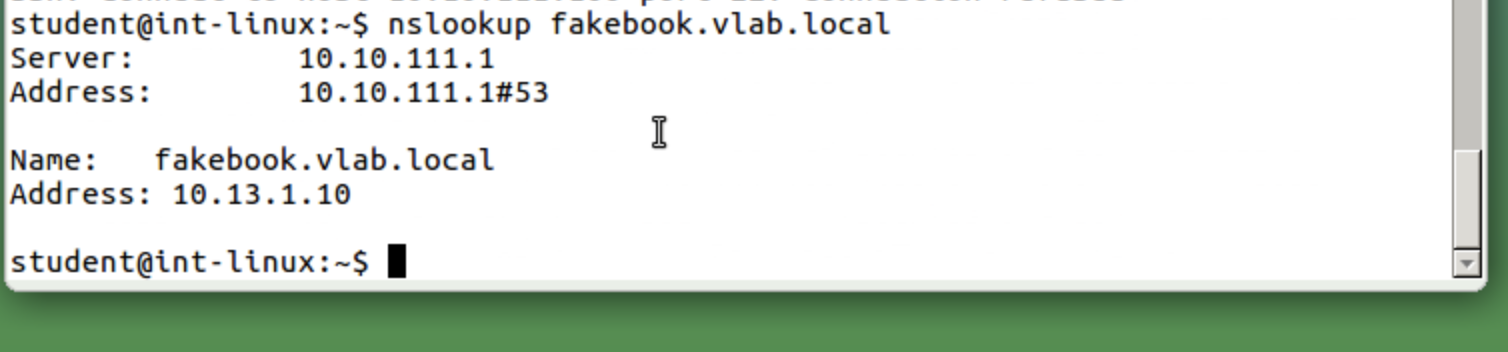 student@int-linux:~$ nslookup fakebook.vlab.local
Server:         10.10.111.1
Address:        10.10.111.1#53
Name:   fakebook.vlab.local
Address: 10.13.1.10
student@int-linux:~$